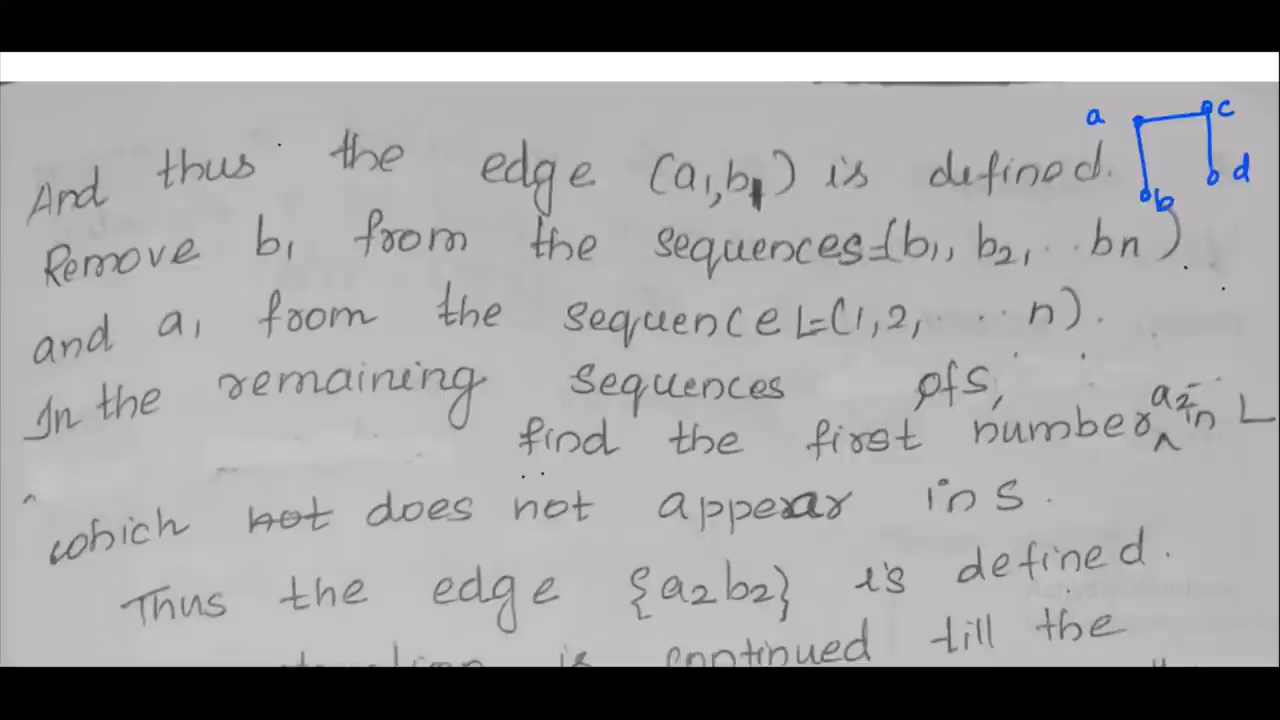 a c
And thus the edge (a1,b1) is defined.
d
b
Remove b1 from the sequences=(b1, b2, .. bn).
and a1 from the sequence L=(1,2, ... n).
In the remaining sequences of S,
find the first number a2 in L
which not does not appear in S.
Thus the edge {a2b2} is defined.
is continued till the